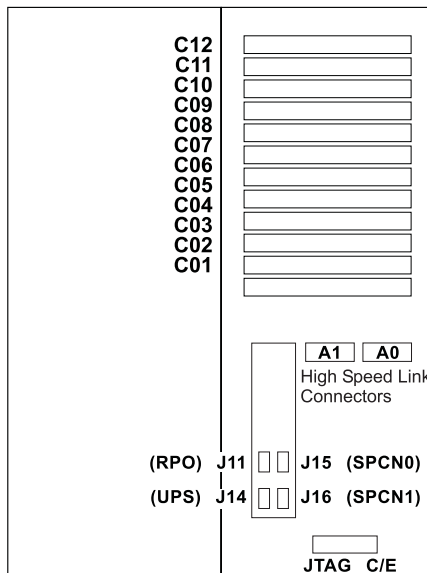 C12
C11
C10
C09
C08
C07
C06
C05
C04
C03
C02
C01
A1 A0
High Speed Link
Connectors
(RPO) J11 J15 (SPCN0)
(UPS) J14 J16 (SPCN1)
JTAG C/E